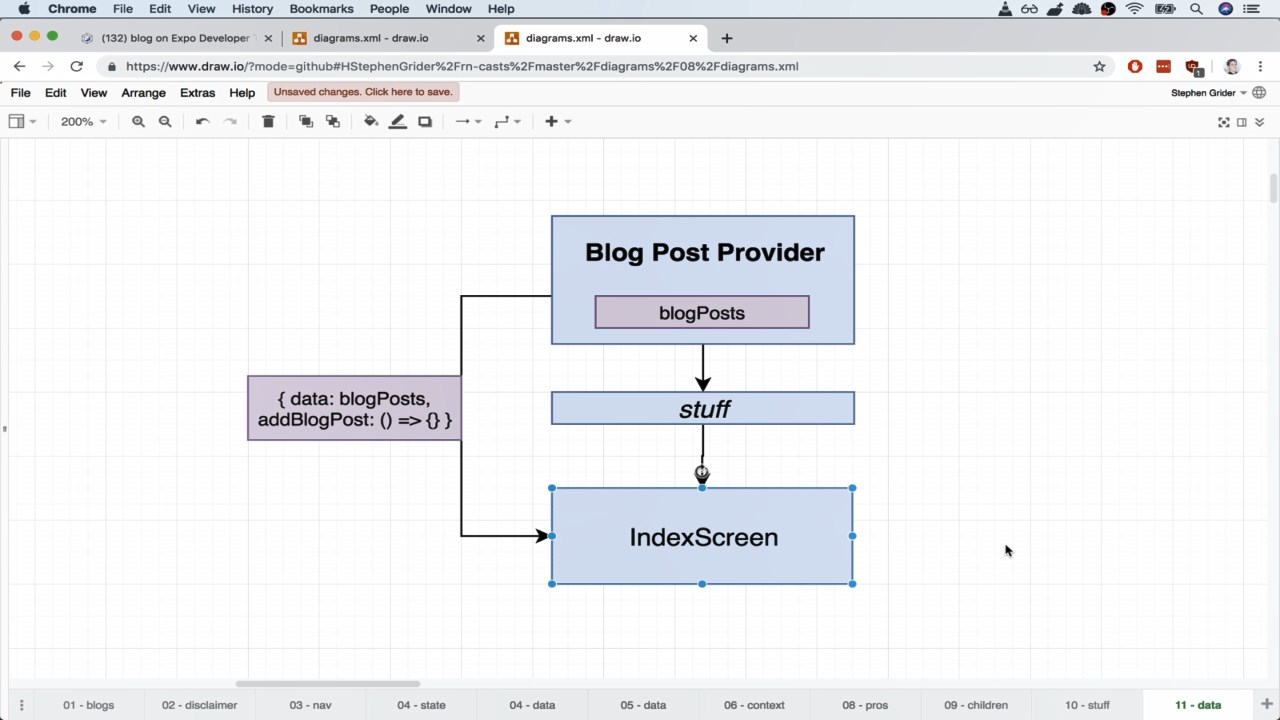 Chrome File Edit View History Bookmarks People Window Help
(132) blog on Expo Developer
diagrams.xml - draw.io
diagrams.xml - draw.io
https://www.draw.io/?mode=github#HStephenGrider%2Frn-casts%2Fmaster%2Fdiagrams%2F08%2Fdiagrams.xml
1
File Edit View Arrange Extras Help Unsaved changes. Click here to save. Stephen Grider
200%
Blog Post Provider
blogPosts
{ data: blogPosts,
addBlogPost: () => {} }
stuff
IndexScreen
01 - blogs 02 - disclaimer 03 - nav 04 - state 04 - data 05 - data 06 - context 08 - pros 09 - children 10 - stuff 11 - data